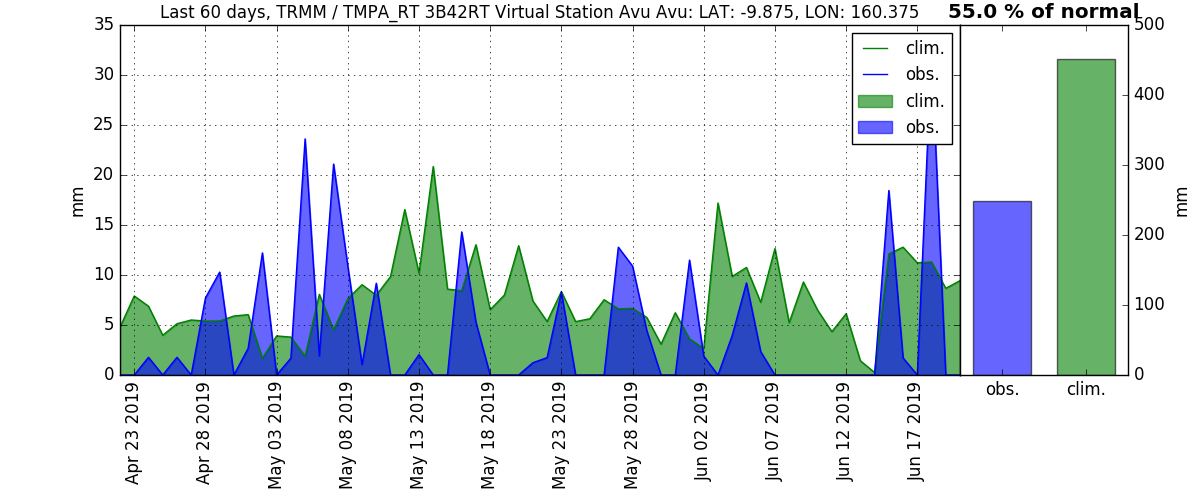 Last 60 days, TRMM / TMPA_RT 3B42RT Virtual Station Avu Avu: LAT: -9.875, LON: 160.375
55.0 % of normal
35
30
25
20
15
10
5
0
mm
clim.
obs.
clim.
obs.
500
400
300
200
100
0
mm
Apr 23 2019
Apr 28 2019
May 03 2019
May 08 2019
May 13 2019
May 18 2019
May 23 2019
May 28 2019
Jun 02 2019
Jun 07 2019
Jun 12 2019
Jun 17 2019
obs.
clim.